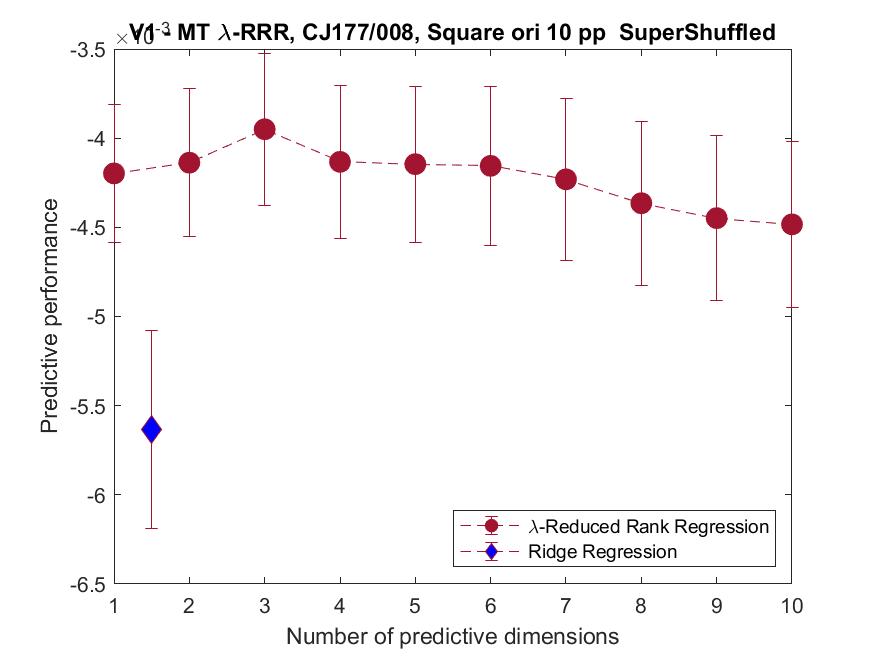 ×10-3
V1 - MT λ-RRR, CJ177/008, Square ori 10 pp  SuperShuffled
-3.5
-4
-4.5
-5
-5.5
-6
-6.5
Predictive performance
λ-Reduced Rank Regression
Ridge Regression
1 2 3 4 5 6 7 8 9 10
Number of predictive dimensions